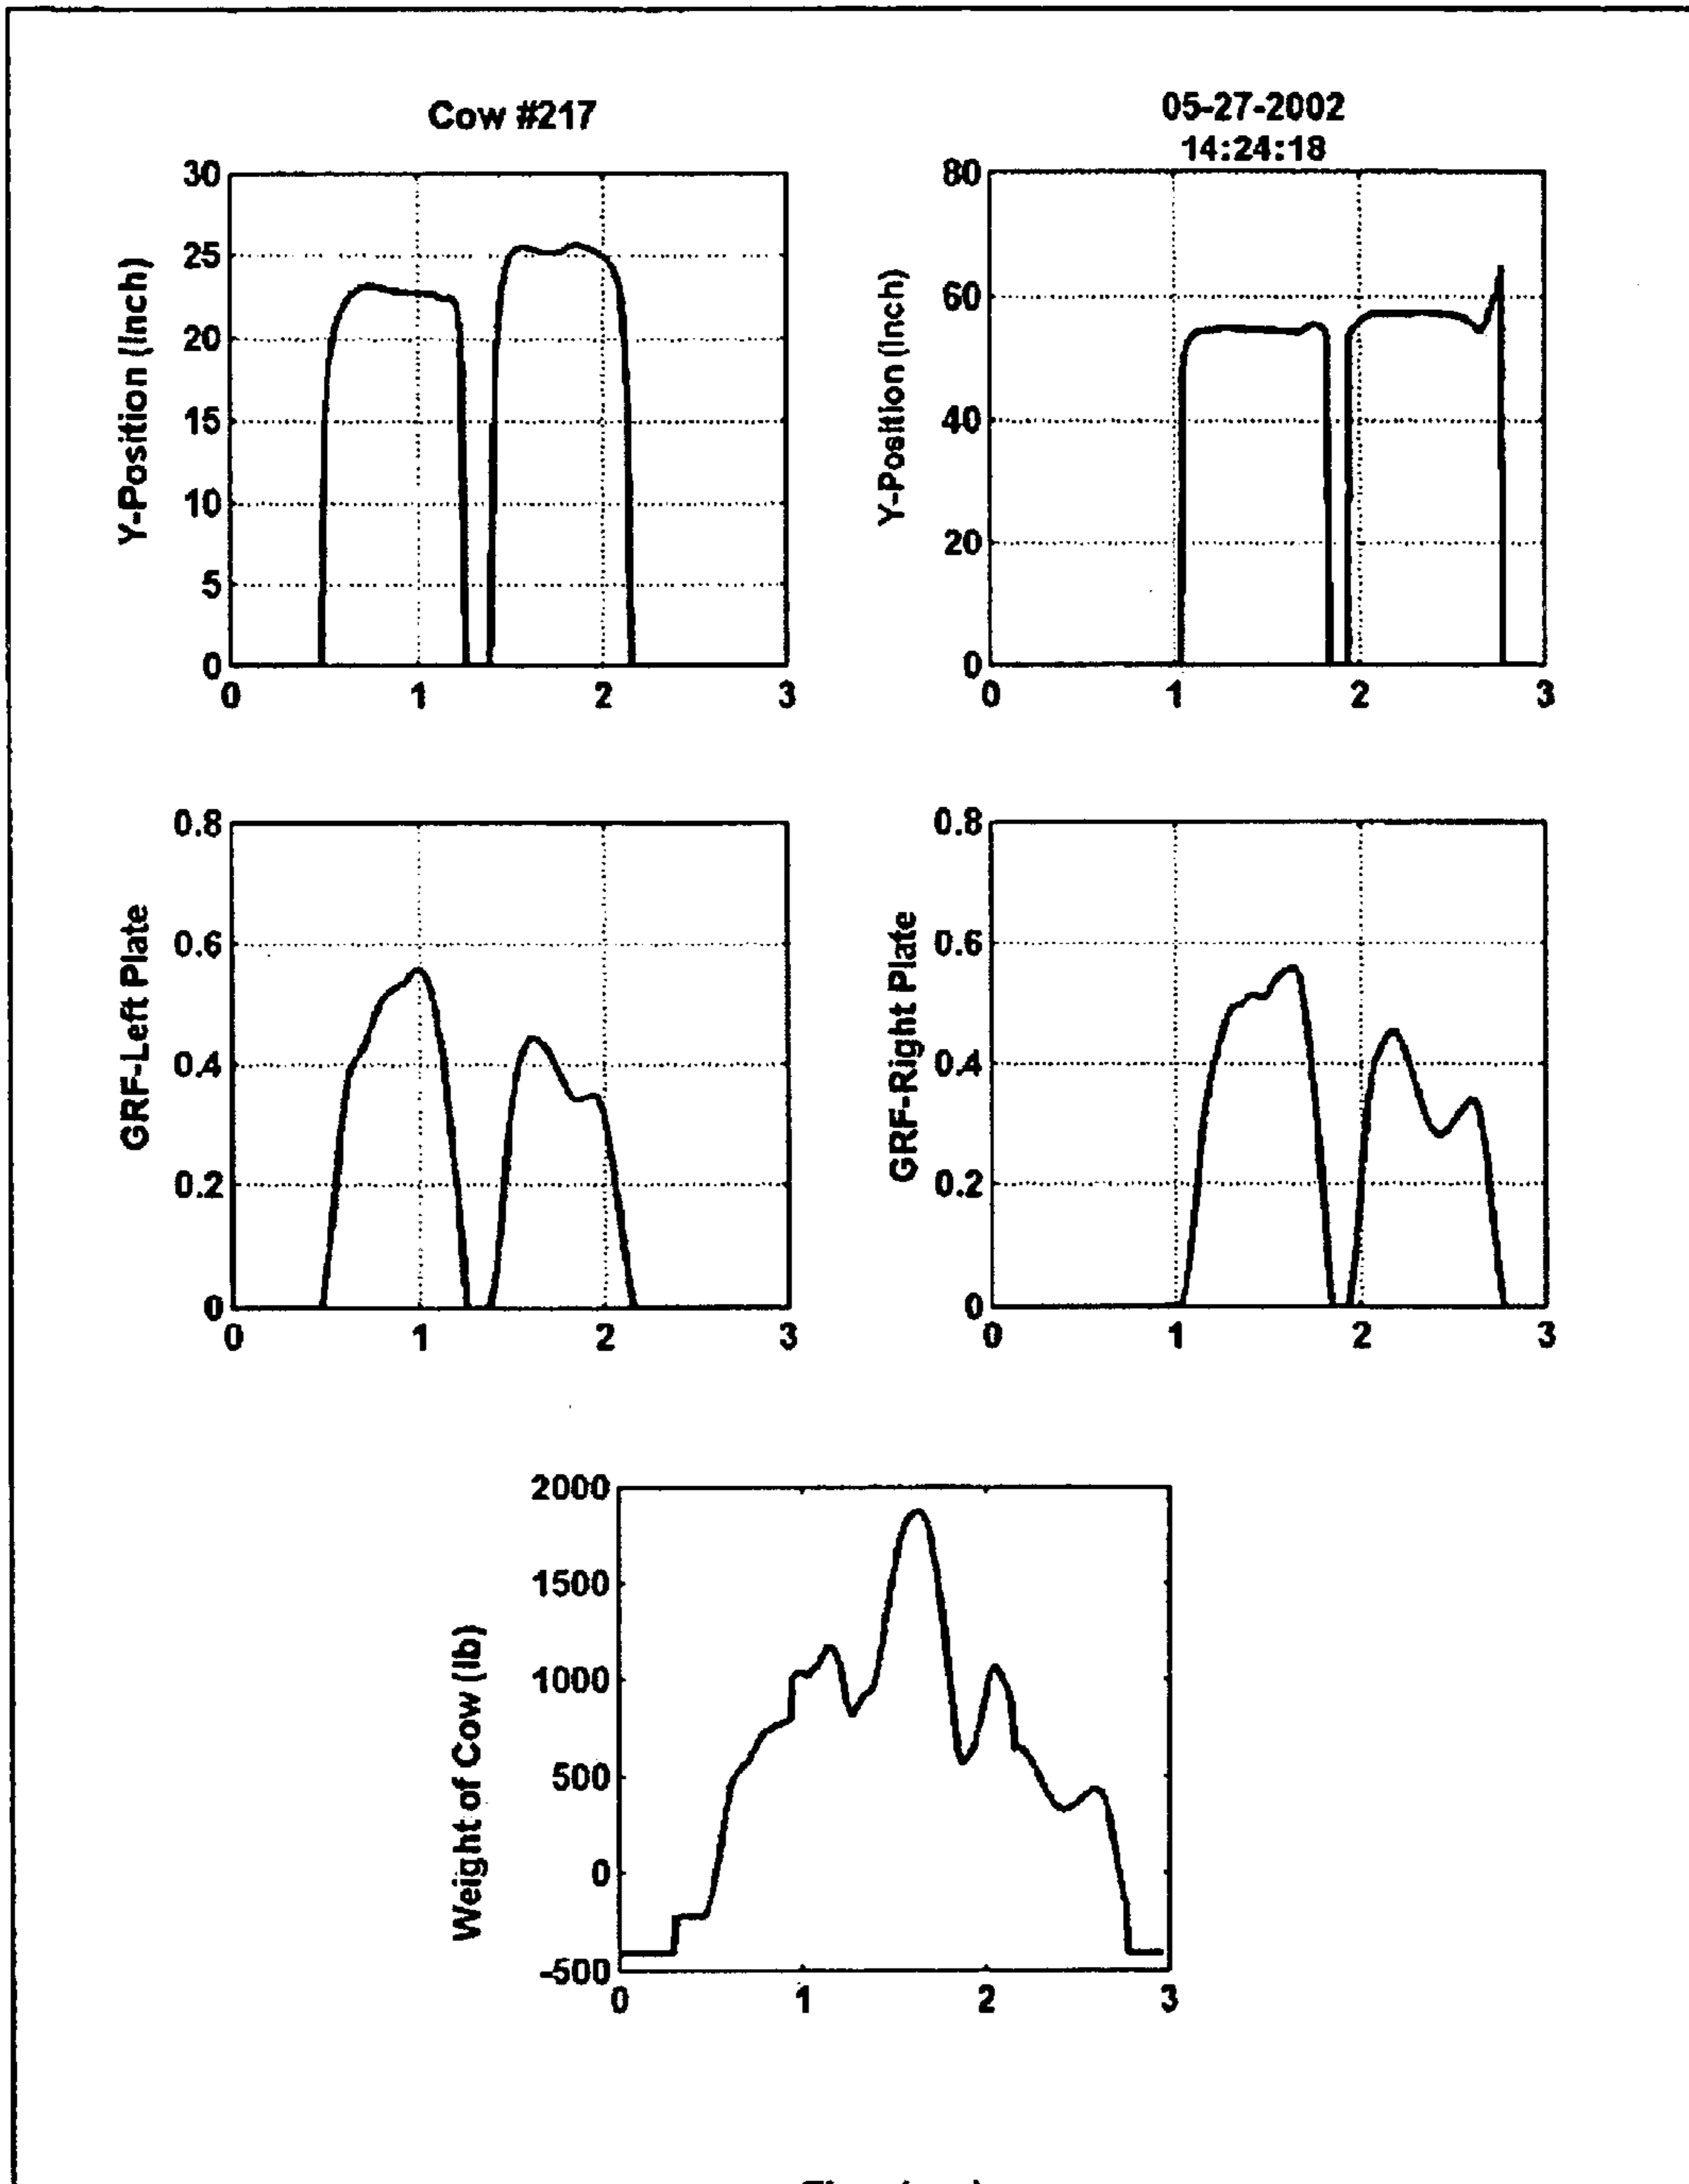 Cow #217
05-27-2002
14:24:18
Y-Position (Inch)
30
25
20
15
10
5
0
0 1 2 3
Y-Position (Inch)
80
60
40
20
0
0 1 2 3
GRF-Left Plate
0.8
0.6
0.4
0.2
0
0 1 2 3
GRF-Right Plate
0.8
0.6
0.4
0.2
0
0 1 2 3
Weight of Cow (lb)
2000
1500
1000
500
0
-500
0 1 2 3